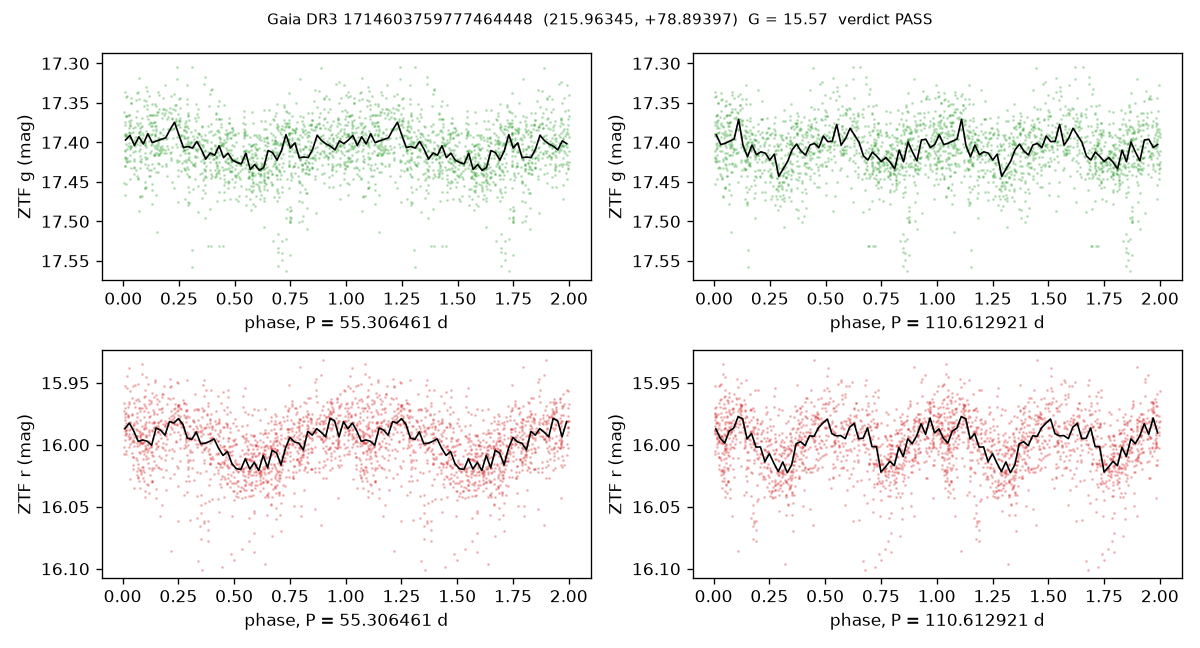 Gaia DR3 1714603759777464448  (215.96345, +78.89397)  G = 15.57  verdict PASS
17.30
17.35
17.40
17.45
17.50
17.55
ZTF g (mag)
0.00 0.25 0.50 0.75 1.00 1.25 1.50 1.75 2.00
phase, P = 55.306461 d
17.30
17.35
17.40
17.45
17.50
17.55
ZTF g (mag)
0.00 0.25 0.50 0.75 1.00 1.25 1.50 1.75 2.00
phase, P = 110.612921 d
15.95
16.00
16.05
16.10
ZTF r (mag)
0.00 0.25 0.50 0.75 1.00 1.25 1.50 1.75 2.00
phase, P = 55.306461 d
15.95
16.00
16.05
16.10
ZTF r (mag)
0.00 0.25 0.50 0.75 1.00 1.25 1.50 1.75 2.00
phase, P = 110.612921 d